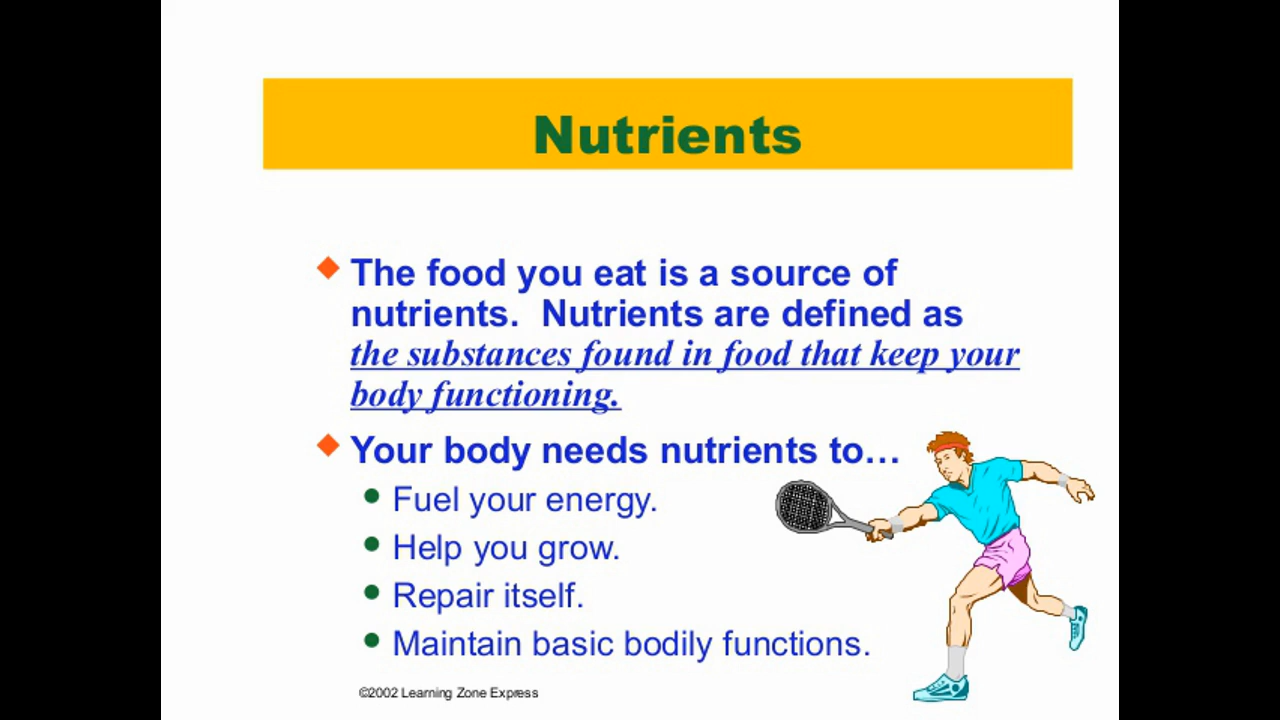 Nutrients
The food you eat is a source of
nutrients.  Nutrients are defined as
the substances found in food that keep your
body functioning.
Your body needs nutrients to…
Fuel your energy.
Help you grow.
Repair itself.
Maintain basic bodily functions.
©2002 Learning Zone Express